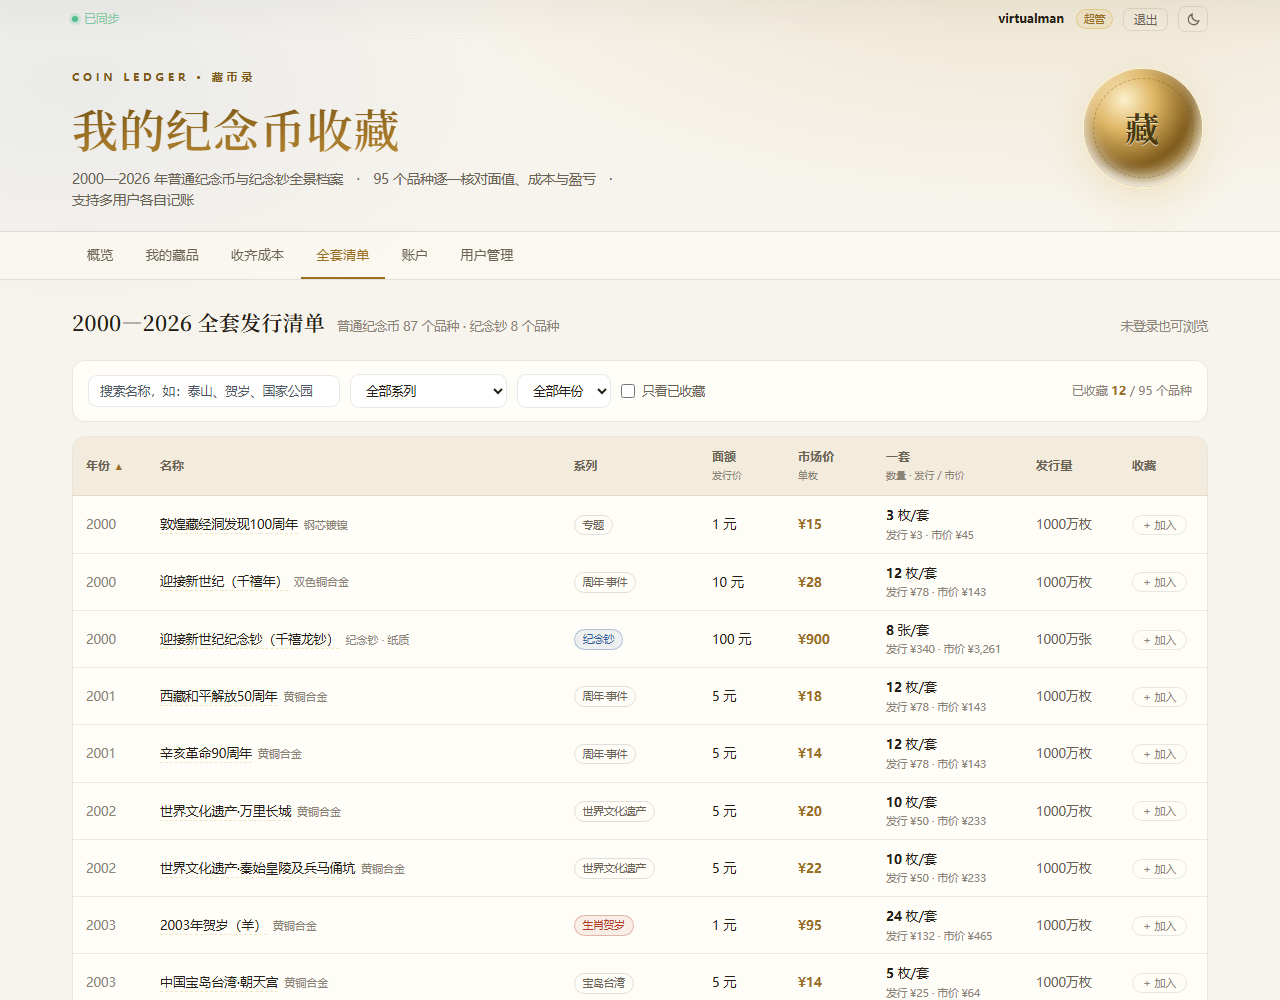 已同步
virtualman 超管 退出
COIN LEDGER • 藏币录
我的纪念币收藏
藏
2000—2026 年普通纪念币与纪念钞全景档案 · 95 个品种逐一核对面值、成本与盈亏 ·
支持多用户各自记账
概览 我的藏品 收齐成本 全套清单 账户 用户管理
2000—2026 全套发行清单 普通纪念币 87 个品种 · 纪念钞 8 个品种 未登录也可浏览
搜索名称，如：泰山、贺岁、国家公园 全部系列 全部年份 只看已收藏 已收藏 12 / 95 个品种
年份 ▲ 名称 系列 面额 市场价 一套 发行量 收藏
发行价 单枚 数量 · 发行 / 市价
2000 敦煌藏经洞发现100周年 钢芯镀镍 专题 1 元 ¥15 3 枚/套 1000万枚 + 加入
发行 ¥3 · 市价 ¥45
2000 迎接新世纪（千禧年） 双色铜合金 周年·事件 10 元 ¥28 12 枚/套 1000万枚 + 加入
发行 ¥78 · 市价 ¥143
2000 迎接新世纪纪念钞（千禧龙钞） 纪念钞 · 纸质 纪念钞 100 元 ¥900 8 张/套 1000万张 + 加入
发行 ¥340 · 市价 ¥3,261
2001 西藏和平解放50周年 黄铜合金 周年·事件 5 元 ¥18 12 枚/套 1000万枚 + 加入
发行 ¥78 · 市价 ¥143
2001 辛亥革命90周年 黄铜合金 周年·事件 5 元 ¥14 12 枚/套 1000万枚 + 加入
发行 ¥78 · 市价 ¥143
2002 世界文化遗产·万里长城 黄铜合金 世界文化遗产 5 元 ¥20 10 枚/套 1000万枚 + 加入
发行 ¥50 · 市价 ¥233
2002 世界文化遗产·秦始皇陵及兵马俑坑 黄铜合金 世界文化遗产 5 元 ¥22 10 枚/套 1000万枚 + 加入
发行 ¥50 · 市价 ¥233
2003 2003年贺岁（羊） 黄铜合金 生肖贺岁 1 元 ¥95 24 枚/套 1000万枚 + 加入
发行 ¥132 · 市价 ¥465
2003 中国宝岛台湾·朝天宫 黄铜合金 宝岛台湾 5 元 ¥14 5 枚/套 1000万枚 + 加入
发行 ¥25 · 市价 ¥64